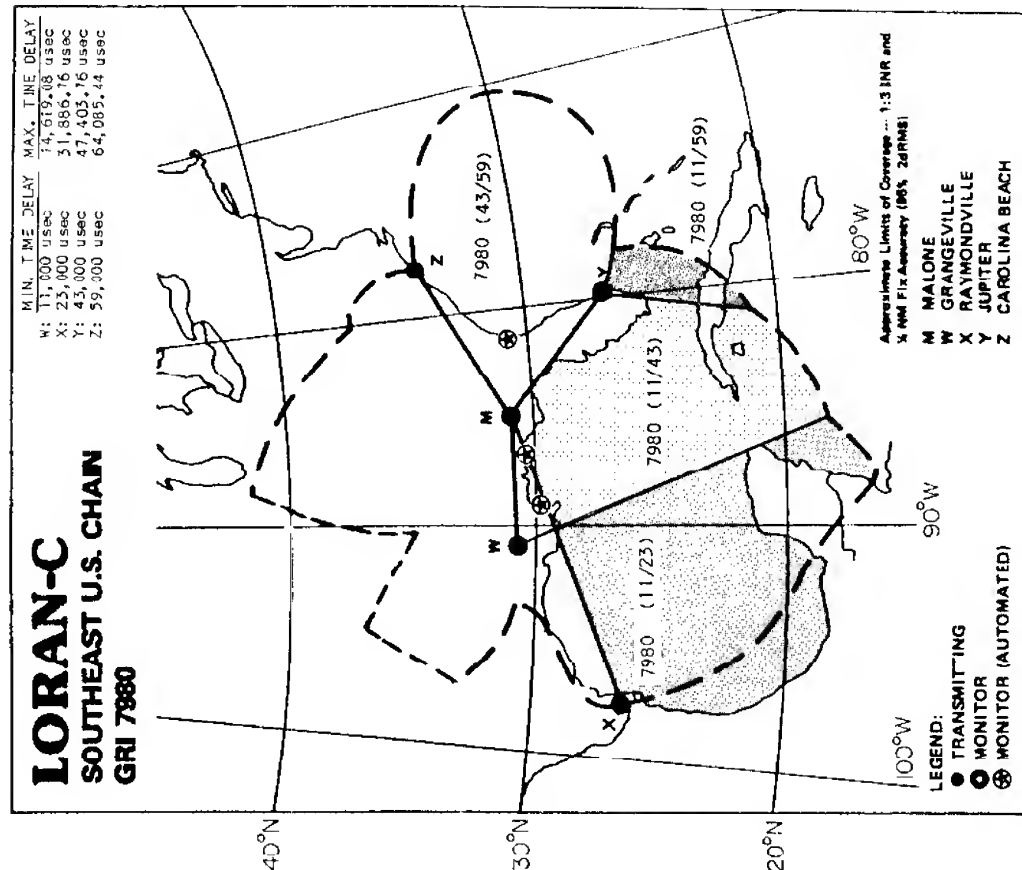 LORAN-C
SOUTHEAST U.S. CHAIN
GRI 7980
MIN. TIME DELAY MAX. TIME DELAY
W: 11,000 usec 14,619.08 usec
X: 23,000 usec 31,886.76 usec
Y: 43,000 usec 47,403.76 usec
Z: 59,000 usec 64,085.44 usec
40°N
30°N
20°N
100°W
90°W
80°W
Z
7980 (43/59)
M
W
Y
7980 (11/59)
7980 (11/43)
7980 (11/23)
X
LEGEND:
TRANSMITTING
MONITOR
MONITOR (AUTOMATED)
Approximate Limits of Coverage -- 1:3 SNR and
¼ NM Fix Accuracy (95% 2dRMS)
M MALONE
W GRANGEVILLE
X RAYMONDVILLE
Y JUPITER
Z CAROLINA BEACH